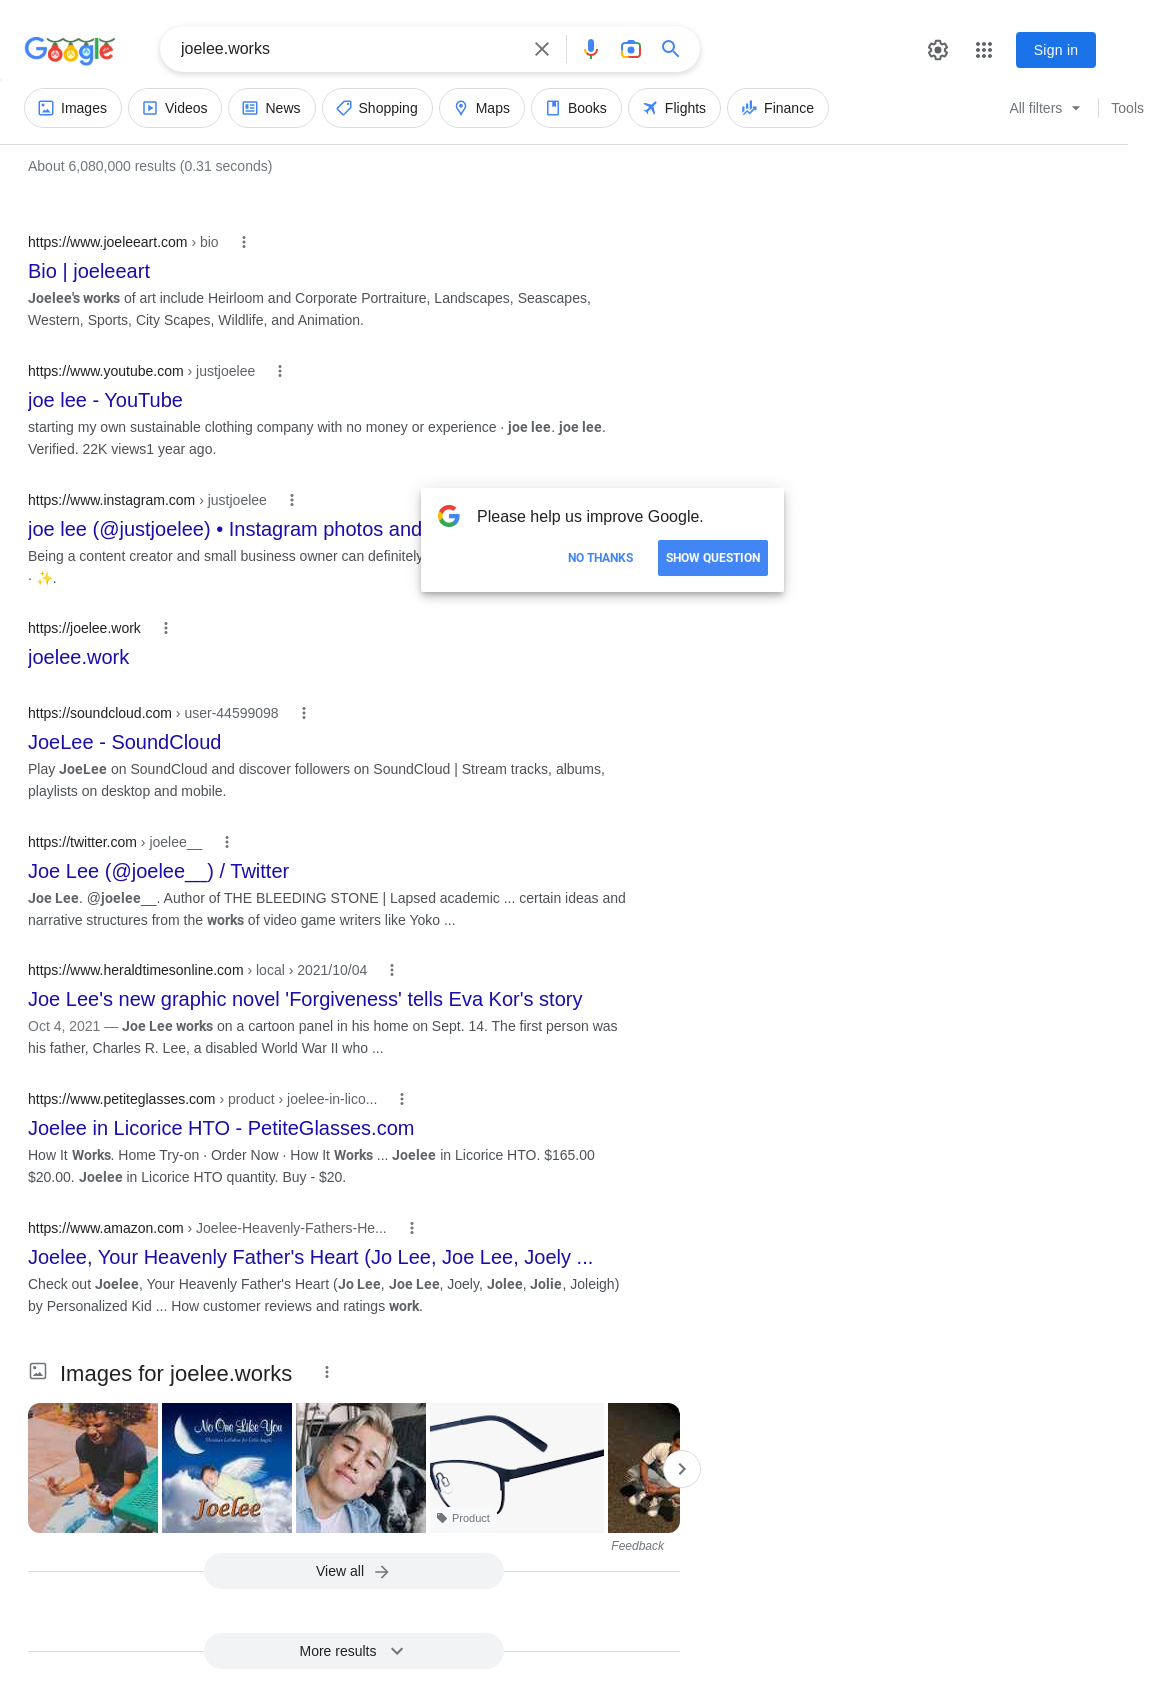 Google
joelee.works
Sign in
Images
Videos
News
Shopping
Maps
Books
Flights
Finance
All filters
Tools
About 6,080,000 results (0.31 seconds)
https://www.joeleeart.com › bio
Bio | joeleeart
Joelee's works of art include Heirloom and Corporate Portraiture, Landscapes, Seascapes,
Western, Sports, City Scapes, Wildlife, and Animation.
https://www.youtube.com › justjoelee
joe lee - YouTube
starting my own sustainable clothing company with no money or experience · joe lee. joe lee.
Verified. 22K views1 year ago.
https://www.instagram.com › justjoelee
joe lee (@justjoelee) • Instagram photos and
Being a content creator and small business owner can definitely
· ✨.
Please help us improve Google.
NO THANKS
SHOW QUESTION
https://joelee.work
joelee.work
https://soundcloud.com › user-44599098
JoeLee - SoundCloud
Play JoeLee on SoundCloud and discover followers on SoundCloud | Stream tracks, albums,
playlists on desktop and mobile.
https://twitter.com › joelee__
Joe Lee (@joelee__) / Twitter
Joe Lee. @joelee__. Author of THE BLEEDING STONE | Lapsed academic ... certain ideas and
narrative structures from the works of video game writers like Yoko ...
https://www.heraldtimesonline.com › local › 2021/10/04
Joe Lee's new graphic novel 'Forgiveness' tells Eva Kor's story
Oct 4, 2021 — Joe Lee works on a cartoon panel in his home on Sept. 14. The first person was
his father, Charles R. Lee, a disabled World War II who ...
https://www.petiteglasses.com › product › joelee-in-lico...
Joelee in Licorice HTO - PetiteGlasses.com
How It Works. Home Try-on · Order Now · How It Works ... Joelee in Licorice HTO. $165.00
$20.00. Joelee in Licorice HTO quantity. Buy - $20.
https://www.amazon.com › Joelee-Heavenly-Fathers-He...
Joelee, Your Heavenly Father's Heart (Jo Lee, Joe Lee, Joely ...
Check out Joelee, Your Heavenly Father's Heart (Jo Lee, Joe Lee, Joely, Jolee, Jolie, Joleigh)
by Personalized Kid ... How customer reviews and ratings work.
Images for joelee.works
No One Like You
Joelee
Product
Feedback
View all
More results